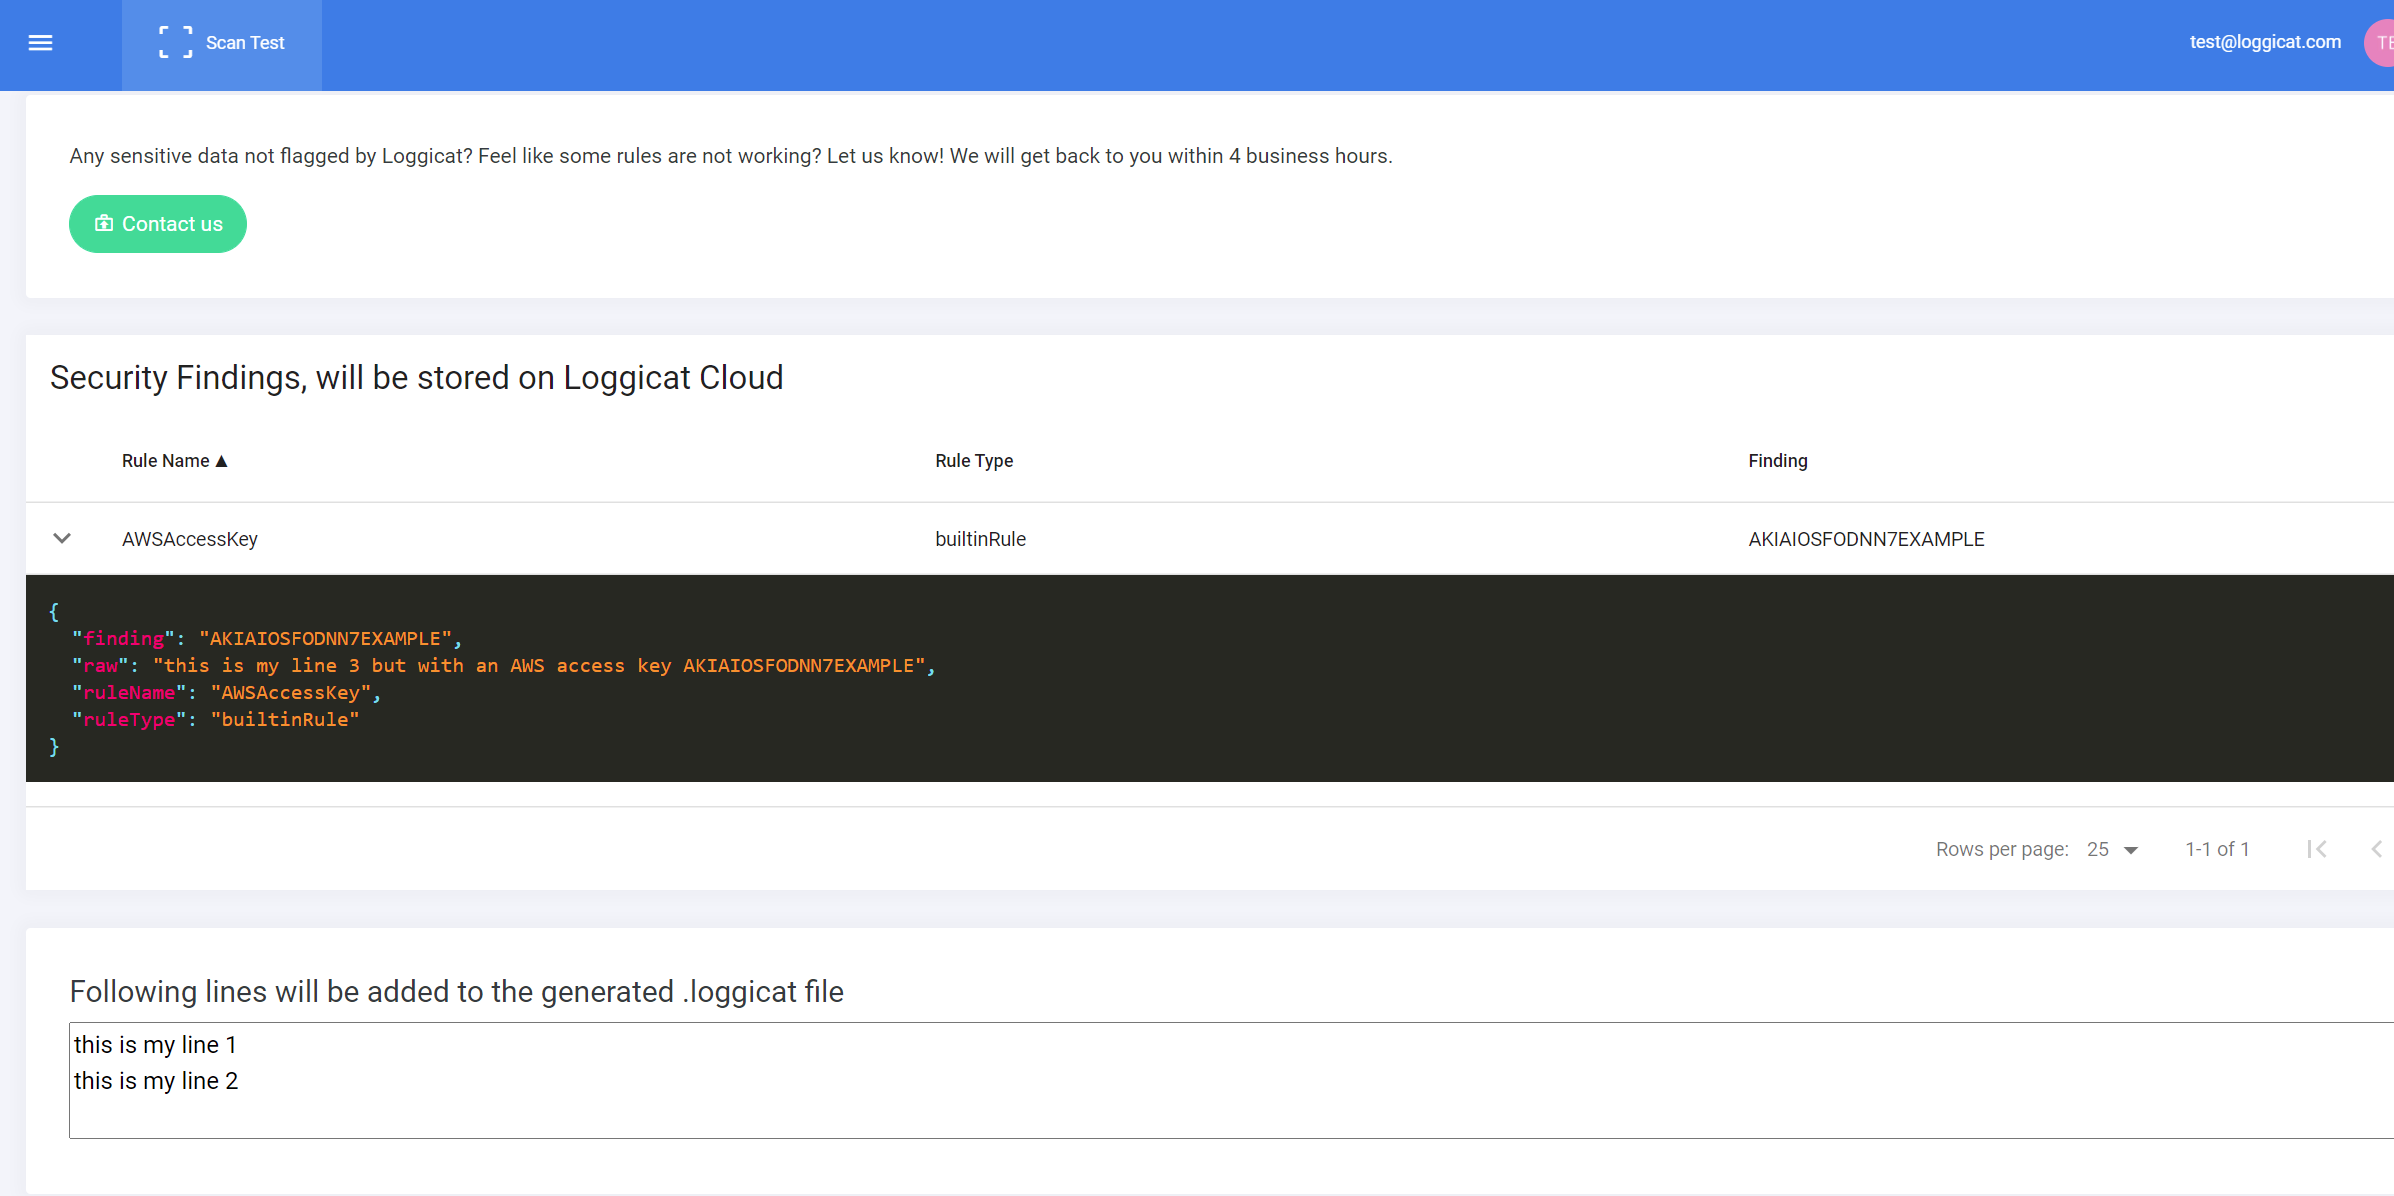 Scan Test
test@loggicat.com
TE
Any sensitive data not flagged by Loggicat? Feel like some rules are not working? Let us know! We will get back to you within 4 business hours.
Contact us
Security Findings, will be stored on Loggicat Cloud
Rule Name ▲ Rule Type Finding
AWSAccessKey builtinRule AKIAIOSFODNN7EXAMPLE
{
"finding": "AKIAIOSFODNN7EXAMPLE",
"raw": "this is my line 3 but with an AWS access key AKIAIOSFODNN7EXAMPLE",
"ruleName": "AWSAccessKey",
"ruleType": "builtinRule"
}
Rows per page: 25 1-1 of 1
Following lines will be added to the generated .loggicat file
this is my line 1
this is my line 2